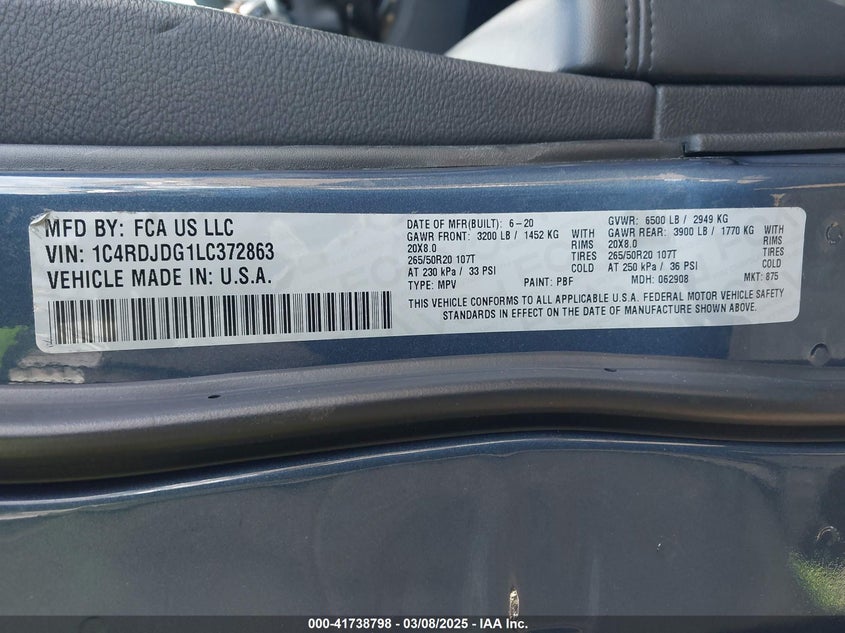 MFD BY: FCA US LLC
VIN: 1C4RDJDG1LC372863
VEHICLE MADE IN: U.S.A.
DATE OF MFR(BUILT): 6-20
GAWR FRONT: 3200 LB / 1452 KG WITH
20X8.0 RIMS
265/50R20 107T TIRES
AT 230 kPa / 33 PSI COLD
TYPE: MPV PAINT: PBF
GVWR: 6500 LB / 2949 KG
GAWR REAR: 3900 LB / 1770 KG WITH
20X8.0 RIMS
265/50R20 107T TIRES
AT 250 kPa / 36 PSI COLD
MDH: 062908 MKT: 875
THIS VEHICLE CONFORMS TO ALL APPLICABLE U.S.A. FEDERAL MOTOR VEHICLE SAFETY
STANDARDS IN EFFECT ON THE DATE OF MANUFACTURE SHOWN ABOVE.
000-41738798 - 03/08/2025 - IAA Inc.